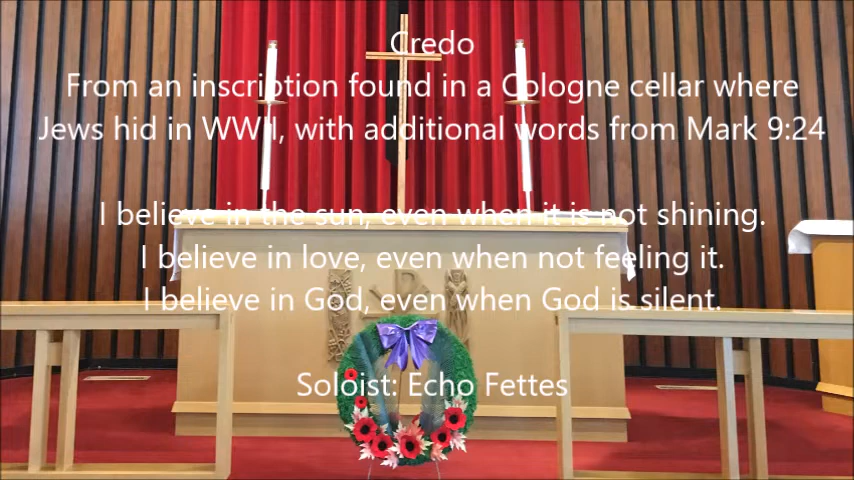 Credo
From an inscription found in a Cologne cellar where
Jews hid in WWII, with additional words from Mark 9:24
I believe in the sun, even when it is not shining.
I believe in love, even when not feeling it.
I believe in God, even when God is silent.
Soloist: Echo Fettes